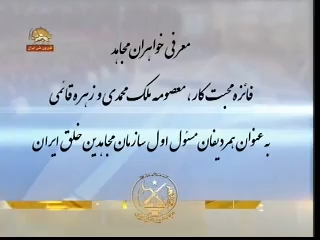 معرفی خواهران مجاهد
فائزه محبت‌کار، معصومه ملک محمدی و زهره قائمی
به عنوان همردیفان مسئول اول سازمان مجاهدین خلق ایران